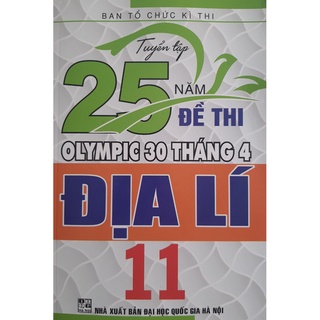 BAN TỔ CHỨC KÌ THI
Tuyển tập
25 NĂM
ĐỀ THI
OLYMPIC 30 THÁNG 4
ĐỊA LÍ
11
NHÀ XUẤT BẢN ĐẠI HỌC QUỐC GIA HÀ NỘI